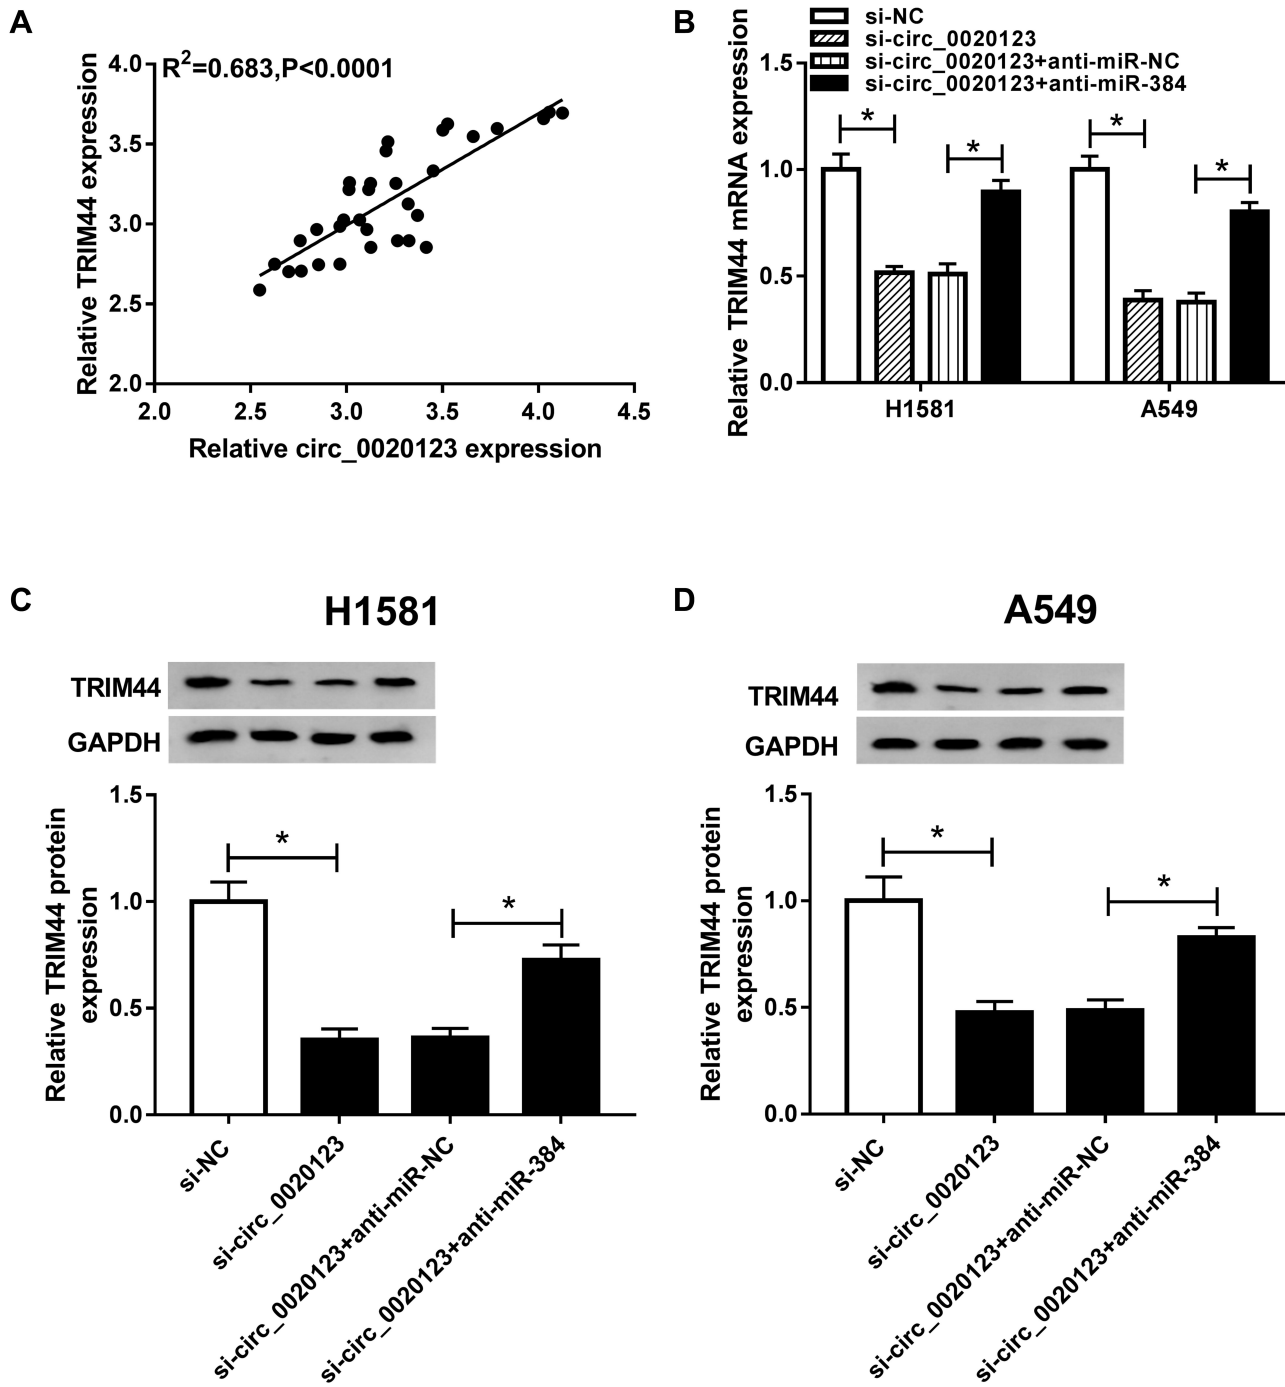 A
R²=0.683,P<0.0001
Relative TRIM44 expression
4.0
3.5
3.0
2.5
2.0
2.0 2.5 3.0 3.5 4.0 4.5
Relative circ_0020123 expression
B
si-NC
si-circ_0020123
si-circ_0020123+anti-miR-NC
si-circ_0020123+anti-miR-384
Relative TRIM44 mRNA expression
1.5
1.0
0.5
0.0
* * * *
H1581 A549
C
H1581
TRIM44
GAPDH
Relative TRIM44 protein
expression
1.5
1.0
0.5
0.0
* *
si-NC
si-circ_0020123
si-circ_0020123+anti-miR-NC
si-circ_0020123+anti-miR-384
D
A549
TRIM44
GAPDH
Relative TRIM44 protein
expression
1.5
1.0
0.5
0.0
* *
si-NC
si-circ_0020123
si-circ_0020123+anti-miR-NC
si-circ_0020123+anti-miR-384